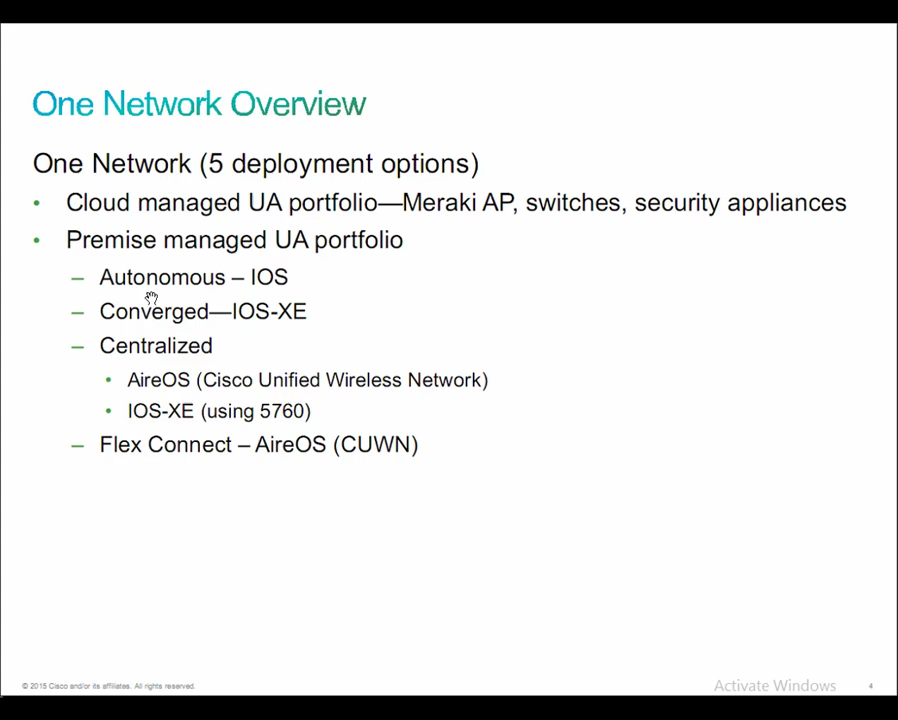 One Network Overview
One Network (5 deployment options)
• Cloud managed UA portfolio—Meraki AP, switches, security appliances
• Premise managed UA portfolio
– Autonomous – IOS
– Converged—IOS-XE
– Centralized
• AireOS (Cisco Unified Wireless Network)
• IOS-XE (using 5760)
– Flex Connect – AireOS (CUWN)
© 2015 Cisco and/or its affiliates. All rights reserved.
Activate Windows
4